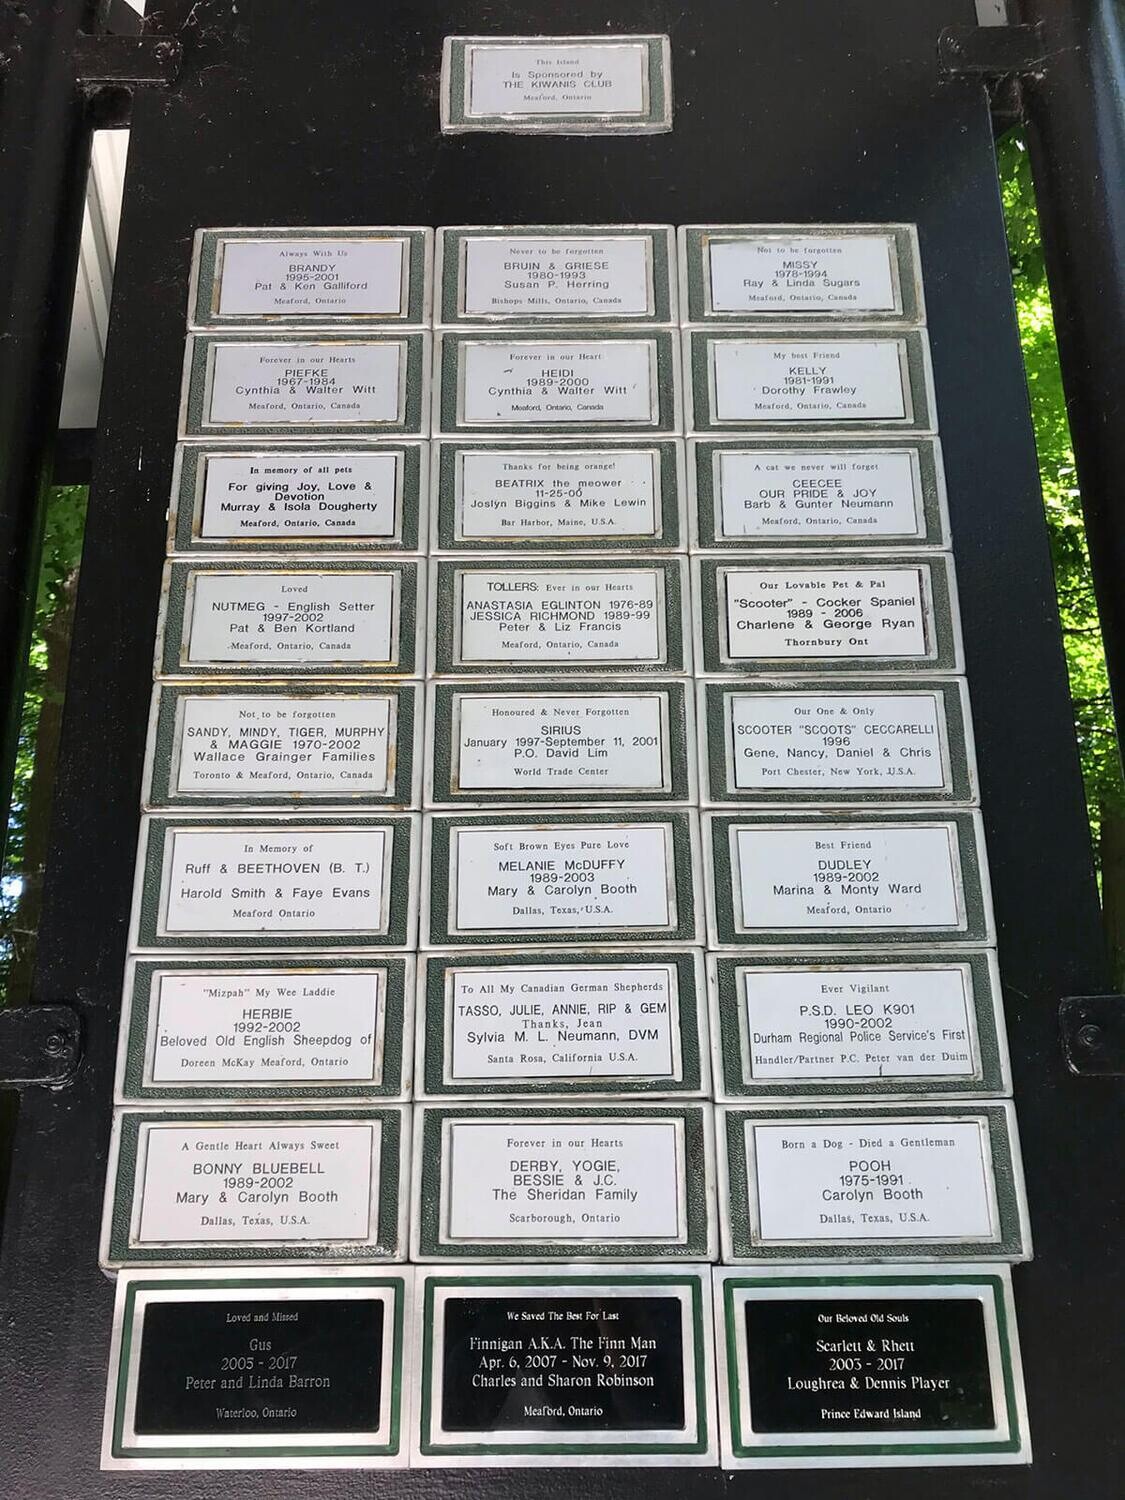 This Island
Is Sponsored by
THE KIWANIS CLUB
Meaford, Ontario
Always With Us
BRANDY
1995-2001
Pat & Ken Galliford
Meaford, Ontario
Never to be forgotten
BRUIN & GRIESE
1980-1993
Susan P. Herring
Bishops Mills, Ontario, Canada
Not to be forgotten
MISSY
1978-1994
Ray & Linda Sugars
Meaford, Ontario, Canada
Forever in our Hearts
PIEFKE
1967-1984
Cynthia & Walter Witt
Meaford, Ontario, Canada
Forever in our Heart
HEIDI
1989-2000
Cynthia & Walter Witt
Meaford, Ontario, Canada
My best Friend
KELLY
1981-1991
Dorothy Frawley
Meaford, Ontario, Canada
In memory of all pets
For giving Joy, Love &
Devotion
Murray & Isola Dougherty
Meaford, Ontario, Canada
Thanks for being orange!
BEATRIX the meower
11-25-00
Joslyn Biggins & Mike Lewin
Bar Harbor, Maine, U.S.A.
A cat we never will forget
CEECEE
OUR PRIDE & JOY
Barb & Gunter Neumann
Meaford, Ontario, Canada
Loved
NUTMEG - English Setter
1997-2002
Pat & Ben Kortland
Meaford, Ontario, Canada
TOLLERS: Ever in our Hearts
ANASTASIA EGLINTON 1976-89
JESSICA RICHMOND 1989-99
Peter & Liz Francis
Meaford, Ontario, Canada
Our Lovable Pet & Pal
"Scooter" - Cocker Spaniel
1989 - 2006
Charlene & George Ryan
Thornbury Ont
Not to be forgotten
SANDY, MINDY, TIGER, MURPHY
& MAGGIE 1970-2002
Wallace Grainger Families
Toronto & Meaford, Ontario, Canada
Honoured & Never Forgotten
SIRIUS
January 1997-September 11, 2001
P.O. David Lim
World Trade Center
Our One & Only
SCOOTER "SCOOTS" CECCARELLI
1996
Gene, Nancy, Daniel & Chris
Port Chester, New York, U.S.A.
In Memory of
Ruff & BEETHOVEN (B. T.)
Harold Smith & Faye Evans
Meaford Ontario
Soft Brown Eyes Pure Love
MELANIE McDUFFY
1989-2003
Mary & Carolyn Booth
Dallas, Texas, U.S.A.
Best Friend
DUDLEY
1989-2002
Marina & Monty Ward
Meaford, Ontario
"Mizpah" My Wee Laddie
HERBIE
1992-2002
Beloved Old English Sheepdog of
Doreen McKay Meaford, Ontario
To All My Canadian German Shepherds
TASSO, JULIE, ANNIE, RIP & GEM
Thanks, Jean
Sylvia M. L. Neumann, DVM
Santa Rosa, California U.S.A.
Ever Vigilant
P.S.D. LEO K901
1990-2002
Durham Regional Police Service's First
Handler/Partner P.C. Peter van der Duim
A Gentle Heart Always Sweet
BONNY BLUEBELL
1989-2002
Mary & Carolyn Booth
Dallas, Texas, U.S.A.
Forever in our Hearts
DERBY, YOGIE,
BESSIE & J.C.
The Sheridan Family
Scarborough, Ontario
Born a Dog - Died a Gentleman
POOH
1975-1991
Carolyn Booth
Dallas, Texas, U.S.A.
Loved and Missed
Gus
2005 - 2017
Peter and Linda Barron
Waterloo, Ontario
We Saved The Best For Last
Finnigan A.K.A. The Finn Man
Apr. 6, 2007 - Nov. 9, 2017
Charles and Sharon Robinson
Meaford, Ontario
Our Beloved Old Souls
Scarlett & Rhett
2003 - 2017
Loughrea & Dennis Player
Prince Edward Island